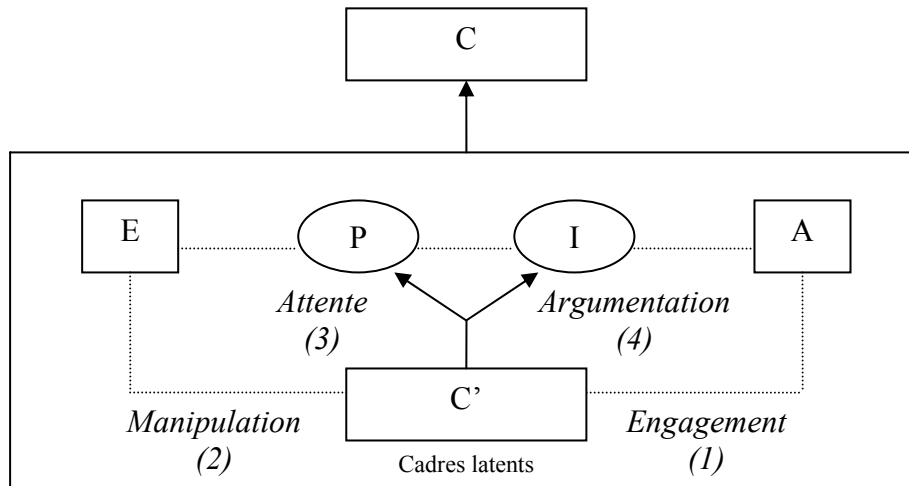 C
E
P
I
A
Attente
(3)
Argumentation
(4)
C’
Manipulation
(2)
Engagement
(1)
Cadres latents